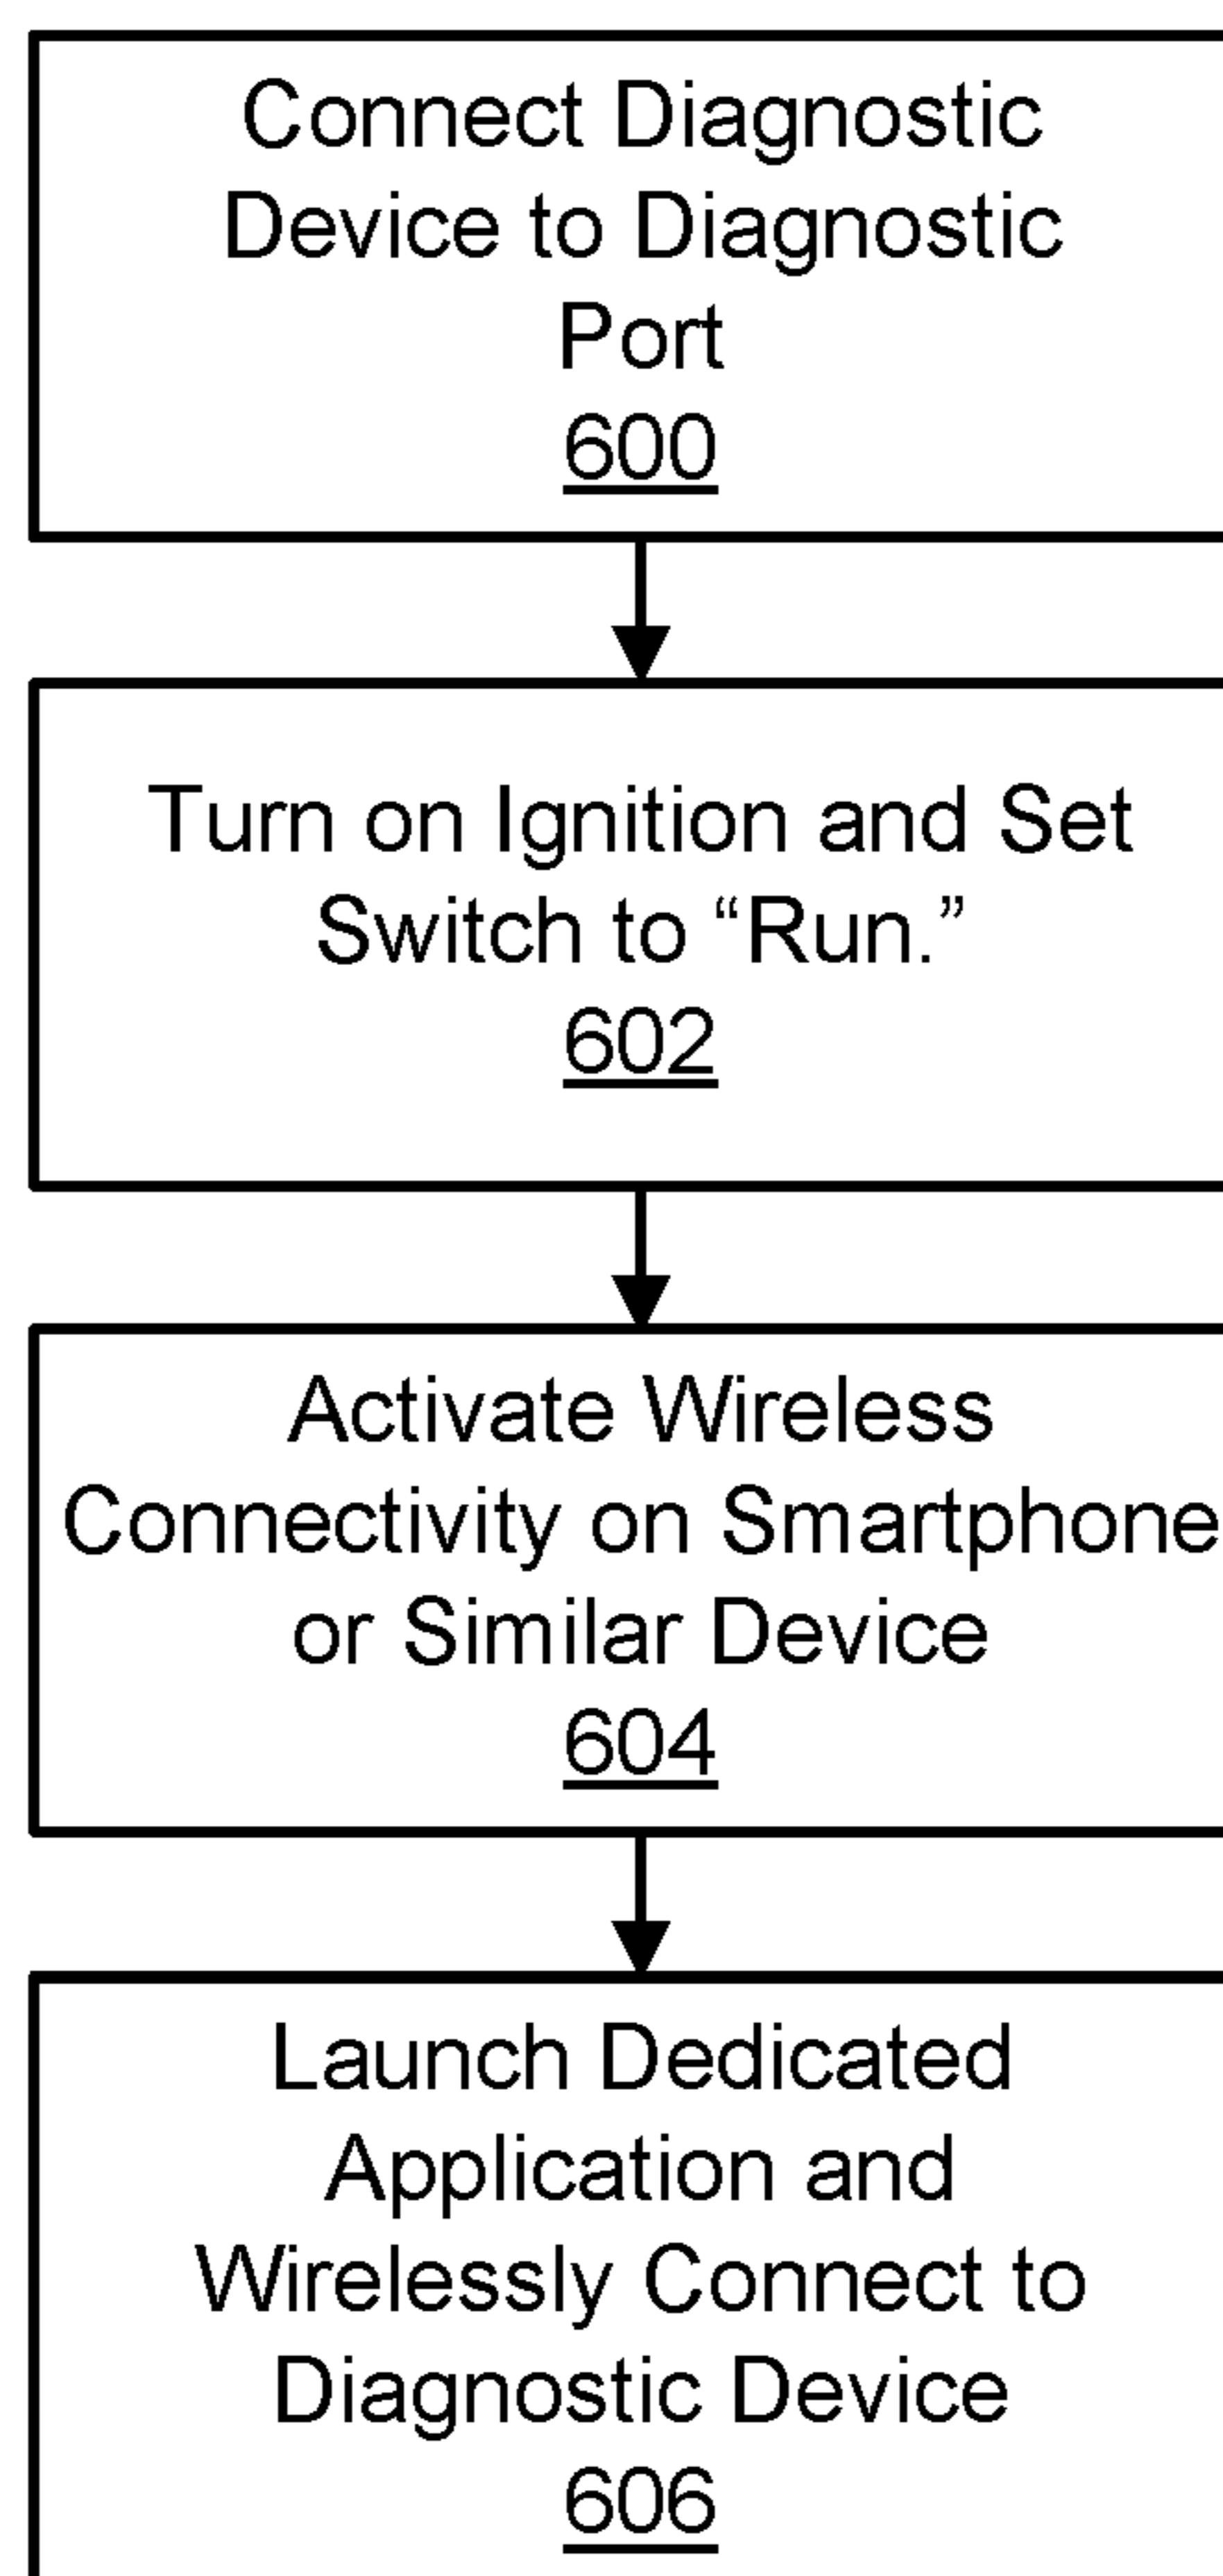 Connect Diagnostic
Device to Diagnostic
Port
600
Turn on Ignition and Set
Switch to “Run.”
602
Activate Wireless
Connectivity on Smartphone
or Similar Device
604
Launch Dedicated
Application and
Wirelessly Connect to
Diagnostic Device
606